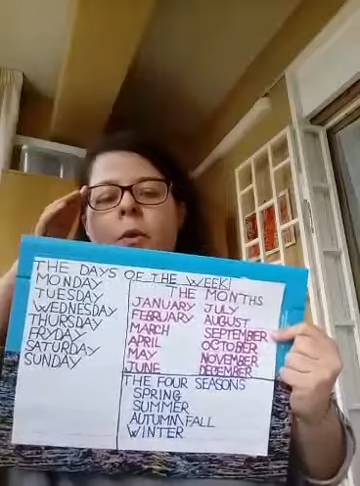 THE DAYS OF THE WEEK!
MONDAY
TUESDAY
WEDNESDAY
THURSDAY
FRYDAY
SATURDAY
SUNDAY
THE MONTHS
JANUARY JULY
FEBRUARY AUGUST
MARCH SEPTEMBER
APRIL OCTOBER
MAY NOVEMBER
JUNE DECEMBER
THE FOUR SEASONS
SPRING
SUMMER
AUTUMN FALL
WINTER